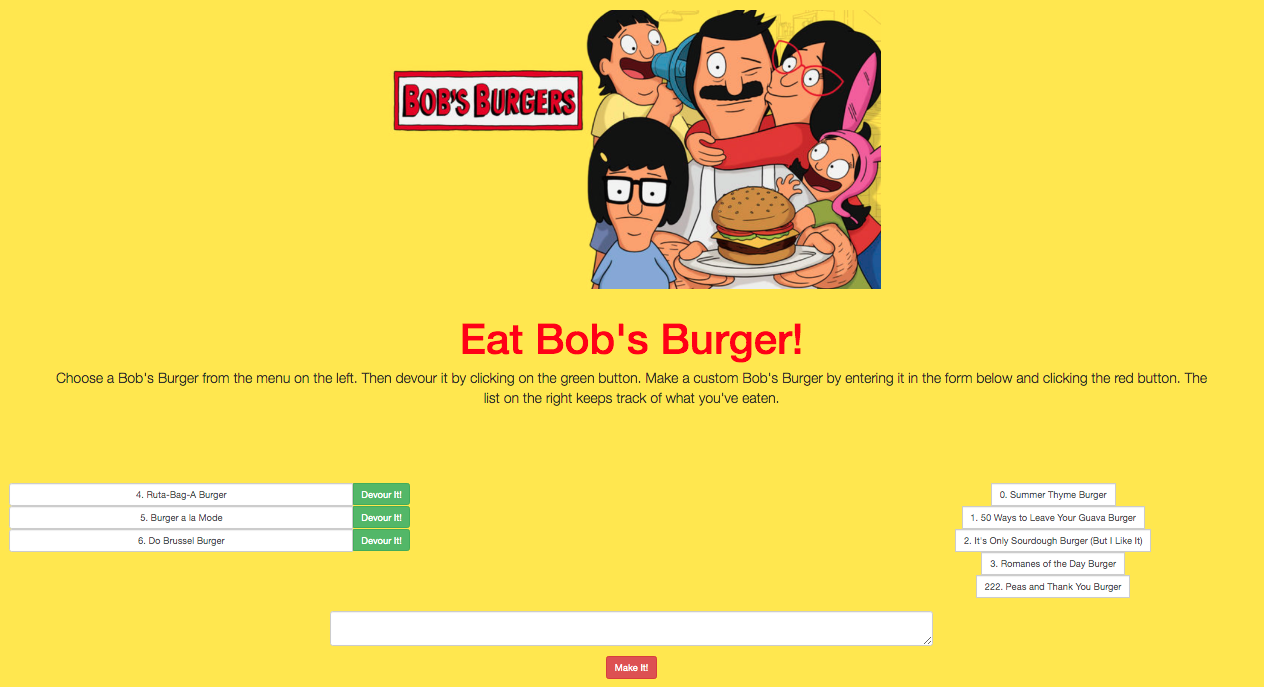 BOB'S BURGERS
Eat Bob's Burger!
Choose a Bob's Burger from the menu on the left. Then devour it by clicking on the green button. Make a custom Bob's Burger by entering it in the form below and clicking the red button. The
list on the right keeps track of what you've eaten.
4. Ruta-Bag-A Burger Devour It!
5. Burger a la Mode Devour It!
6. Do Brussel Burger Devour It!
0. Summer Thyme Burger
1. 50 Ways to Leave Your Guava Burger
2. It's Only Sourdough Burger (But I Like It)
3. Romanes of the Day Burger
222. Peas and Thank You Burger
Make It!